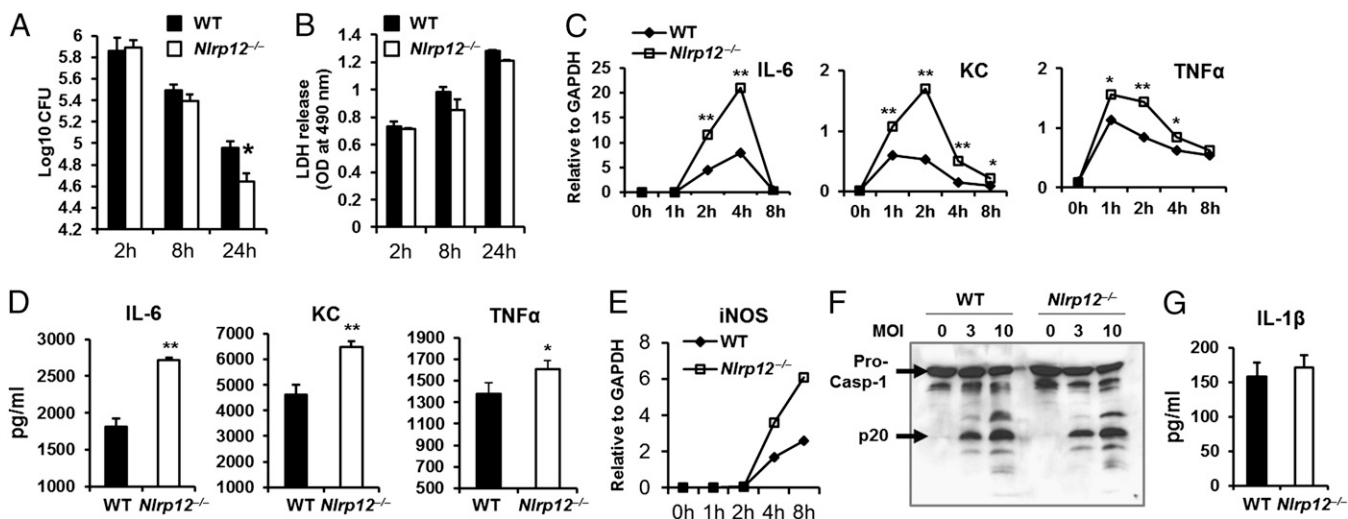 A
WT
Nlrp12–/–
Log10 CFU
6
5.8
5.6
5.4
5.2
5
4.8
4.6
4.4
4.2
*
2h 8h 24h
B
WT
Nlrp12–/–
LDH release
(OD at 490 nm)
1.4
1.2
1
0.8
0.6
0.4
0.2
0
2h 8h 24h
C
WT
Nlrp12–/–
Relative to GAPDH
IL-6
25
20
15
10
5
0
** **
0h 1h 2h 4h 8h
KC
2
1
0
** ** ** *
0h 1h 2h 4h 8h
TNFα
2
1
0
* ** *
0h 1h 2h 4h 8h
D
pg/ml
IL-6
3000
2500
2000
1500
1000
**
WT Nlrp12–/–
KC
7000
6000
5000
4000
3000
2000
1000
0000
**
WT Nlrp12–/–
TNFα
1900
1700
1500
1300
1100
900
700
500
*
WT Nlrp12–/–
E
iNOS
WT
Nlrp12–/–
Relative to GAPDH
8
6
4
2
0
0h 1h 2h 4h 8h
F
WT Nlrp12–/–
MOI 0 3 10 0 3 10
Pro-
Casp-1
p20
G
IL-1β
pg/ml
200
150
100
50
0
WT Nlrp12–/–